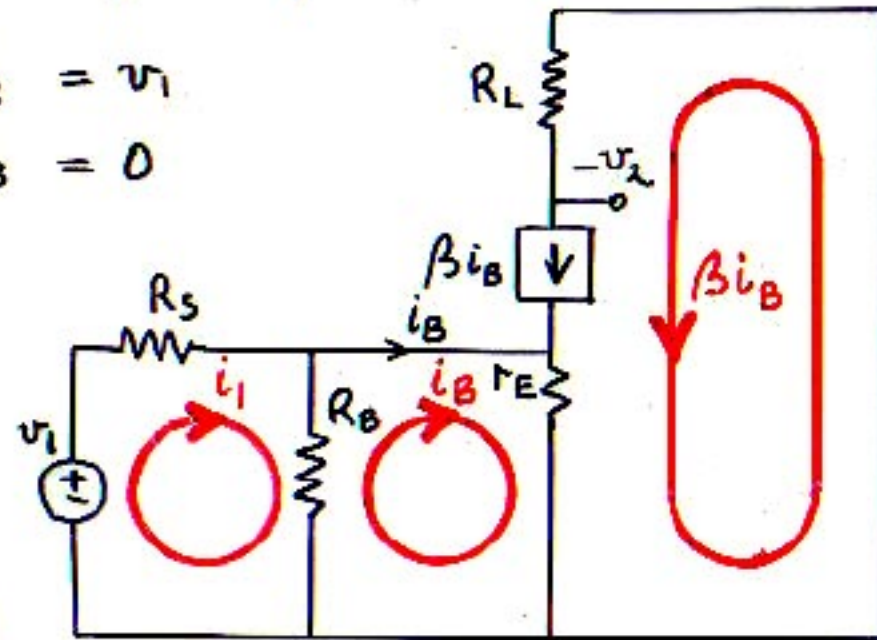 = v₁
R_L
-v₂
= 0
βi_B
βi_B
R_S
i_B
i₁
i_B
r_E
R_B
v₁
+
-